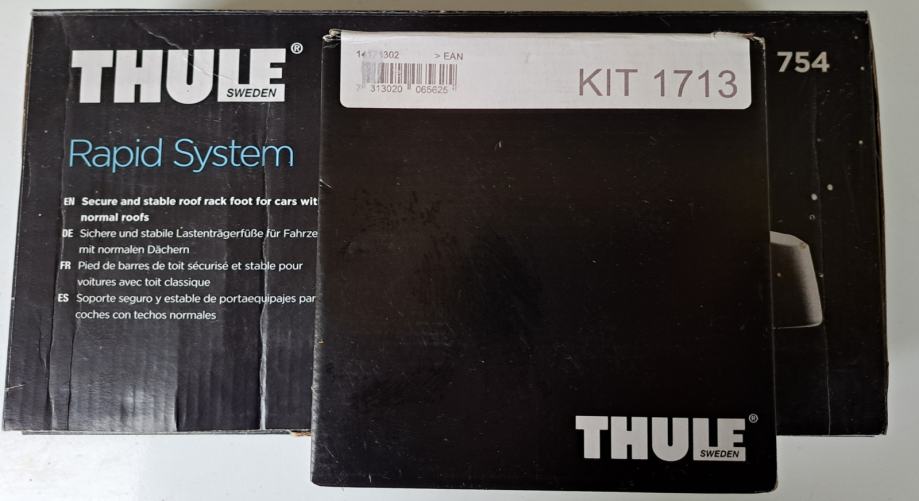 THULE®
SWEDEN
Rapid System
EN Secure and stable roof rack foot for cars wit
normal roofs
DE Sichere und stabile Lastenträgerfüße für Fahrze
mit normalen Dächern
FR Pied de barres de toit sécurisé et stable pour
voitures avec toit classique
ES Soporte seguro y estable de portaequipajes par
coches con techos normales
754
> EAN
7 313020 065625
KIT 1713
THULE®
SWEDEN